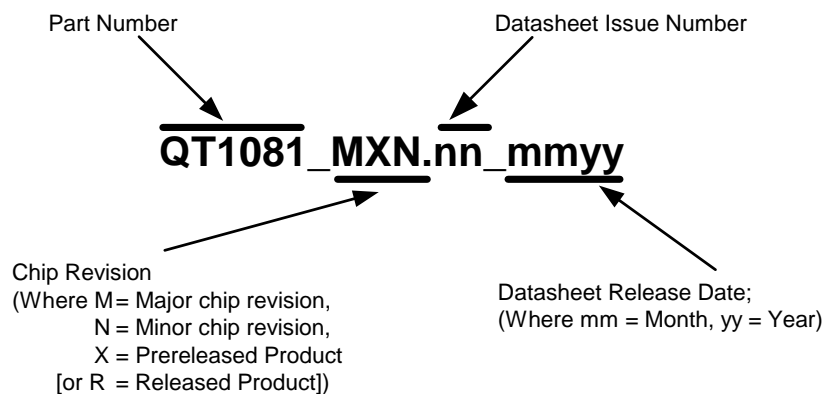 Part Number
Datasheet Issue Number
QT1081_MXN.nn_mmyy
Chip Revision
(Where M = Major chip revision,
N = Minor chip revision,
X = Prereleased Product
[or R = Released Product])
Datasheet Release Date;
(Where mm = Month, yy = Year)